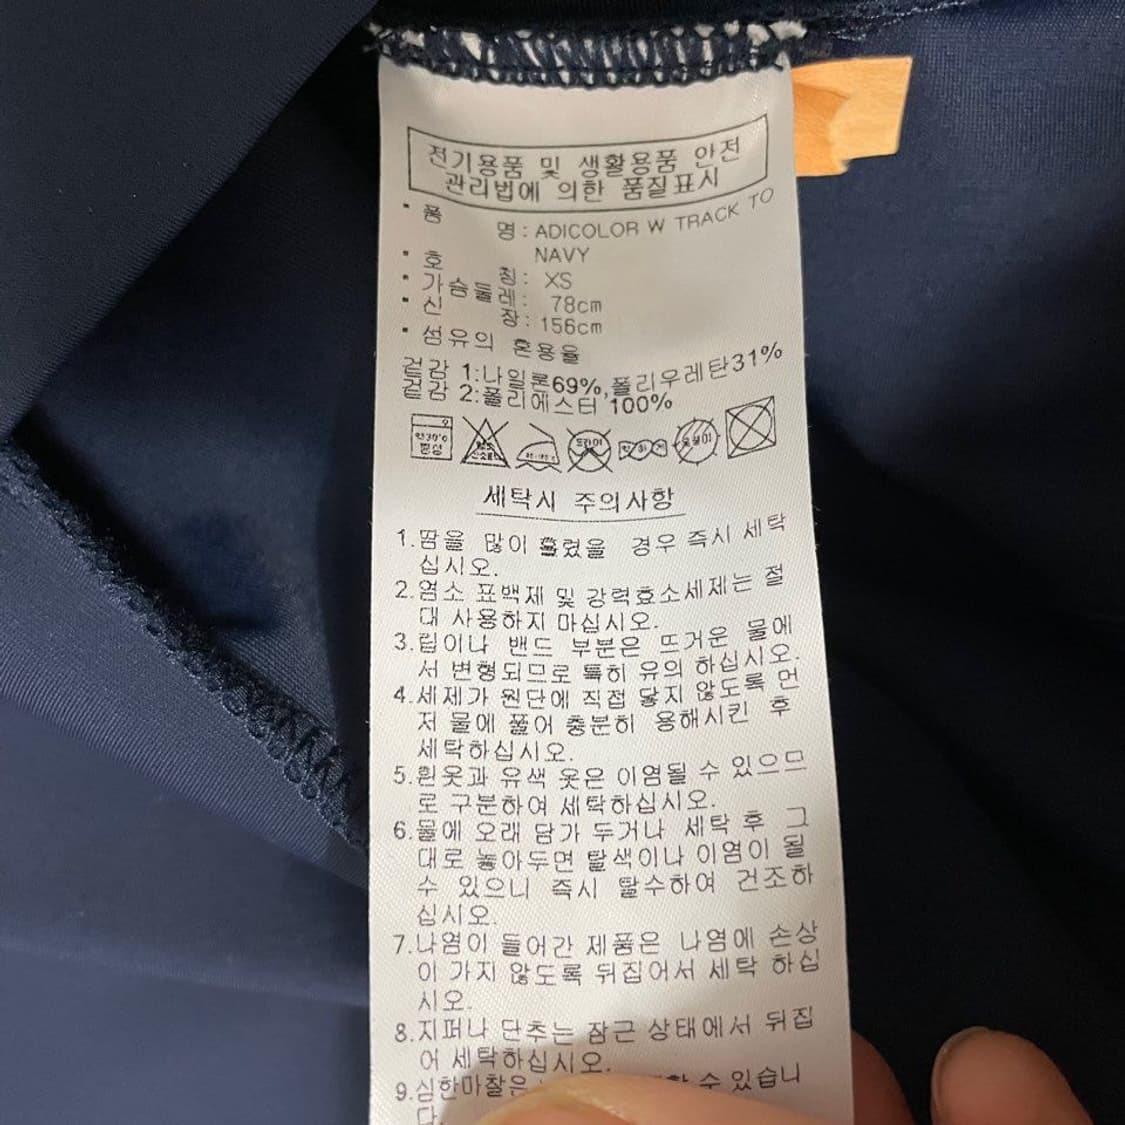 전기용품 및 생활용품 안전
관리법에 의한 품질표시
· 품 명 : ADICOLOR W TRACK TO
NAVY
· 호 칭 : XS
· 가슴둘레 : 78cm
· 신 장 : 156cm
· 섬유의 혼용율
겉감 1:나일론69%,폴리우레탄31%
겉감 2:폴리에스터 100%
약30℃
중성
드라이
세탁시 주의사항
1.땀을 많이 흘렸을 경우 즉시 세탁
십시오.
2.염소 표백제 및 강력효소세제는 절
대 사용하지 마십시오.
3.립이나 밴드 부분은 뜨거운 물에
서 변형되므로 특히 유의 하십시오.
4.세제가 원단에 직접 닿지 않도록 먼
저 물에 풀어 충분히 용해시킨 후
세탁하십시오.
5.흰옷과 유색 옷은 이염될 수 있으므
로 구분하여 세탁하십시오.
6.물에 오래 담가 두거나 세탁 후 그
대로 놓아두면 탈색이나 이염이 될
수 있으니 즉시 탈수하여 건조하
십시오.
7.나염이 들어간 제품은 나염에 손상
이 가지 않도록 뒤집어서 세탁 하십
시오.
8.지퍼나 단추는 잠근 상태에서 뒤집
어 세탁하십시오.
9.심한마찰은 수 있습니
다.